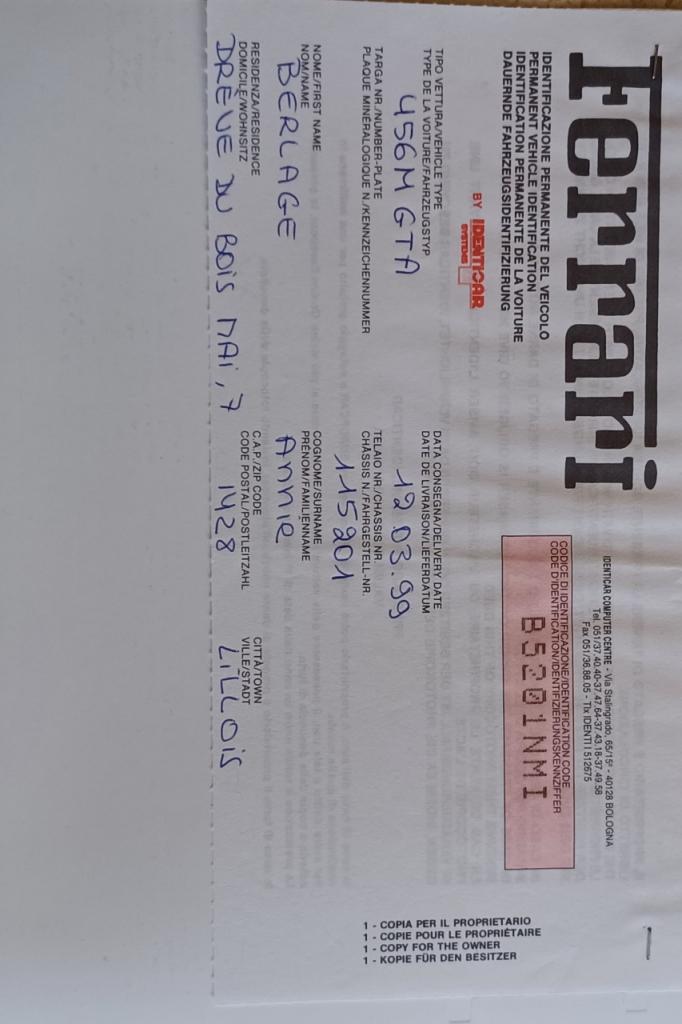 Ferrari
IDENTICAR COMPUTER CENTRE - Via Stalingrado, 65/15° - 40128 BOLOGNA
Tel. 051/37.40.40-37.47.64-37.43.18-37.49.58
Fax 051/36.88.05 - Tlx IDENTI I 512675
IDENTIFICAZIONE PERMANENTE DEL VEICOLO
PERMANENT VEHICLE IDENTIFICATION
IDENTIFICATION PERMANENTE DE LA VOITURE
DAUERNDE FAHRZEUGSIDENTIFIZIERUNG
BY IDENTICAR
SYSTEMS
CODICE DI IDENTIFICAZIONE/IDENTIFICATION CODE
CODE D'IDENTIFICATION/IDENTIFIZIERUNGSKENNZIFFER
B5201NMI
TIPO VETTURA/VEHICLE TYPE
TYPE DE LA VOITURE/FAHRZEUGSTYP
456M GTA
DATA CONSEGNA/DELIVERY DATE
DATE DE LIVRAISON/LIEFERDATUM
12.03.99
TARGA NR./NUMBER-PLATE
PLAQUE MINÉRALOGIQUE N./KENNZEICHENNUMMER
TELAIO NR./CHASSIS NR.
CHÂSSIS N./FAHRGESTELL-NR.
115201
NOME/FIRST NAME
NOM/NAME
BERLAGE
COGNOME/SURNAME
PRÉNOM/FAMILIENNAME
ANNIE
RESIDENZA/RESIDENCE
DOMICILE/WOHNSITZ
DRÈVE DU BOIS MAI, 7
C.A.P./ZIP CODE
CODE POSTAL/POSTLEITZAHL
1428
CITTÀ/TOWN
VILLE/STADT
LILLOIS
1 - COPIA PER IL PROPRIETARIO
1 - COPIE POUR LE PROPRIÉTAIRE
1 - COPY FOR THE OWNER
1 - KOPIE FÜR DEN BESITZER